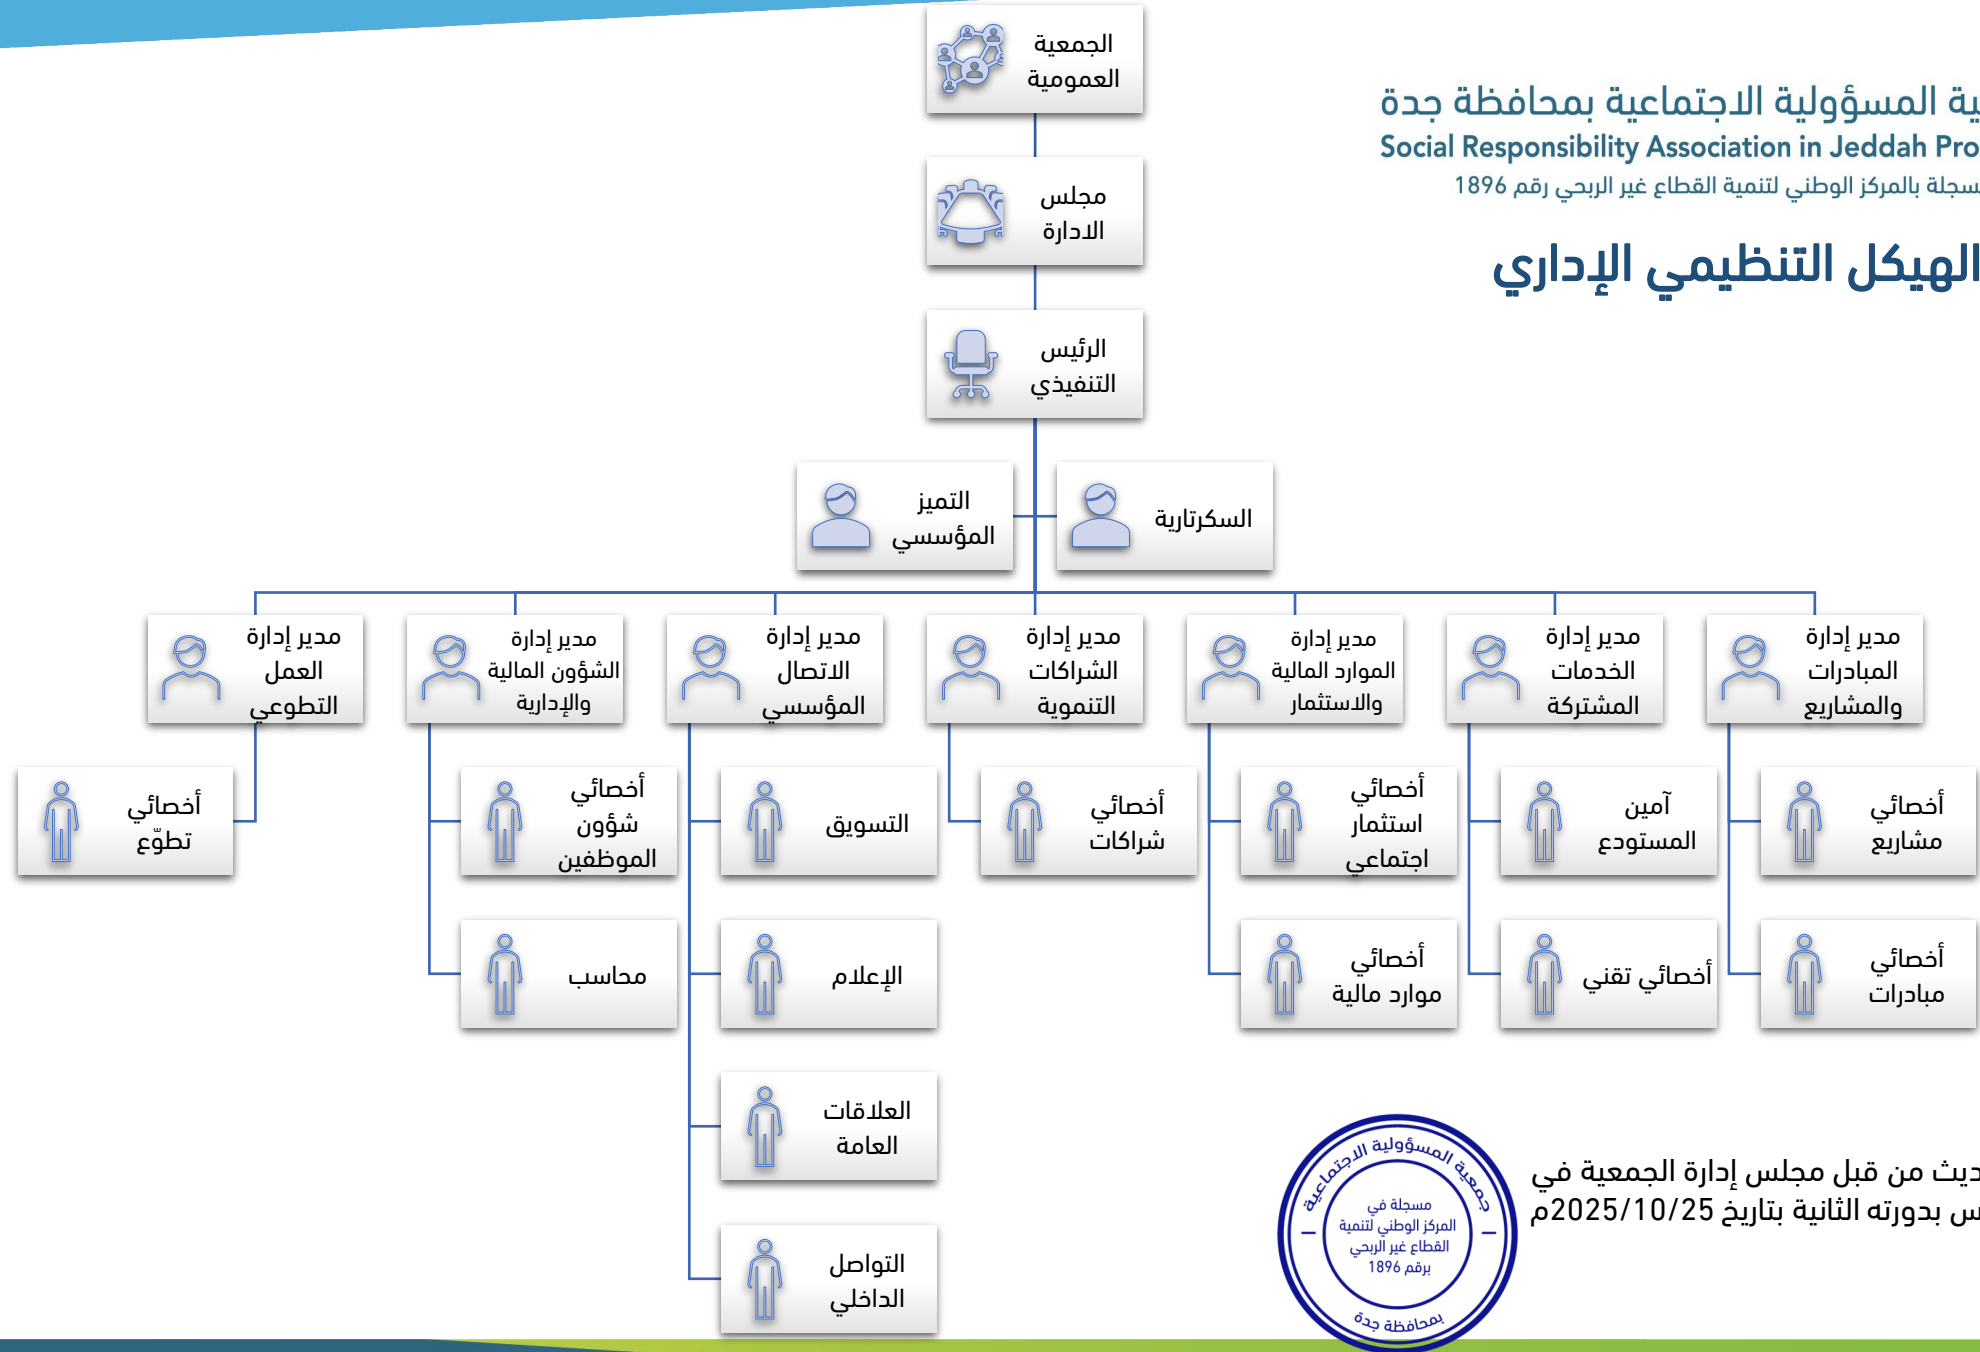 المسؤولية الاجتماعية بمحافظة جدة
Social Responsibility Association in Jeddah
بالمركز الوطني لتنمية القطاع غير الربحي رقم 1896
الهيكل التنظيمي الإداري
الجمعية
العمومية
مجلس
الادارة
الرئيس
التنفيذي
السكرتارية
التميز
المؤسسي
مدير إدارة
المبادرات
والمشاريع
مدير إدارة
الخدمات
المشتركة
مدير إدارة
الموارد المالية
والاستثمار
مدير إدارة
الشراكات
التنموية
مدير إدارة
الاتصال
المؤسسي
مدير إدارة
الشؤون المالية
والإدارية
مدير إدارة
العمل
التطوعي
أخصائي
مشاريع
آمين
المستودع
أخصائي
استثمار
اجتماعي
أخصائي
شراكات
التسويق
أخصائي
شؤون
الموظفين
أخصائي
تطوّع
أخصائي
مبادرات
أخصائي تقني
أخصائي
موارد مالية
الإعلام
محاسب
العلاقات
العامة
التواصل
الداخلي
من قبل مجلس إدارة الجمعية في
بدورته الثانية بتاريخ 2025/10/25م
جمعية المسؤولية الاجتماعية
مسجلة في
المركز الوطني لتنمية
القطاع غير الربحي
برقم 1896
بمحافظة جدة